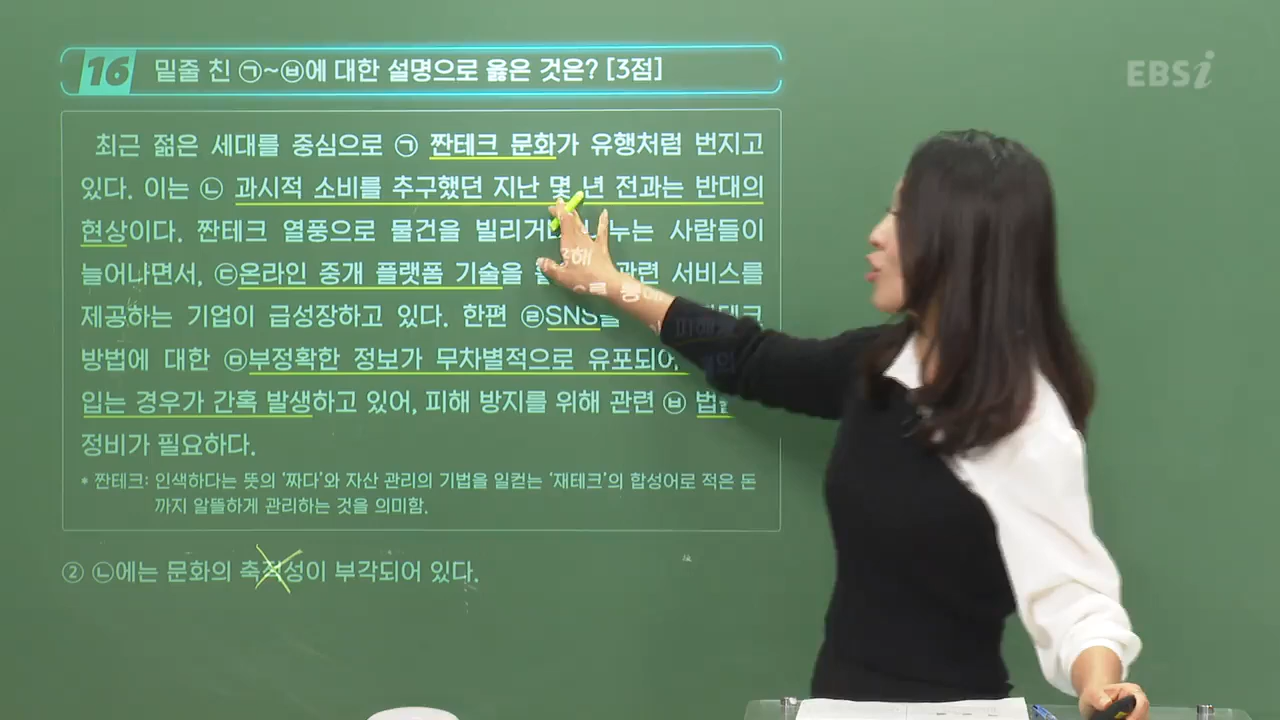 16 밑줄 친 ㉠~㉥에 대한 설명으로 옳은 것은? [3점]
EBSi
최근 젊은 세대를 중심으로 ㉠ 짠테크 문화가 유행처럼 번지고
있다. 이는 ㉡ 과시적 소비를 추구했던 지난 몇 년 전과는 반대의
현상이다. 짠테크 열풍으로 물건을 빌리거 누는 사람들이
늘어나면서, ㉢온라인 중개 플랫폼 기술을 관련 서비스를
제공하는 기업이 급성장하고 있다. 한편 ㉣SNS를
방법에 대한 ㉤부정확한 정보가 무차별적으로 유포되어
입는 경우가 간혹 발생하고 있어, 피해 방지를 위해 관련 ㉥
정비가 필요하다.
* 짠테크: 인색하다는 뜻의 '짜다'와 자산 관리의 기법을 일컫는 '재테크'의 합성어로 적은 돈
까지 알뜰하게 관리하는 것을 의미함.
② ㉡에는 문화의 축적성이 부각되어 있다.